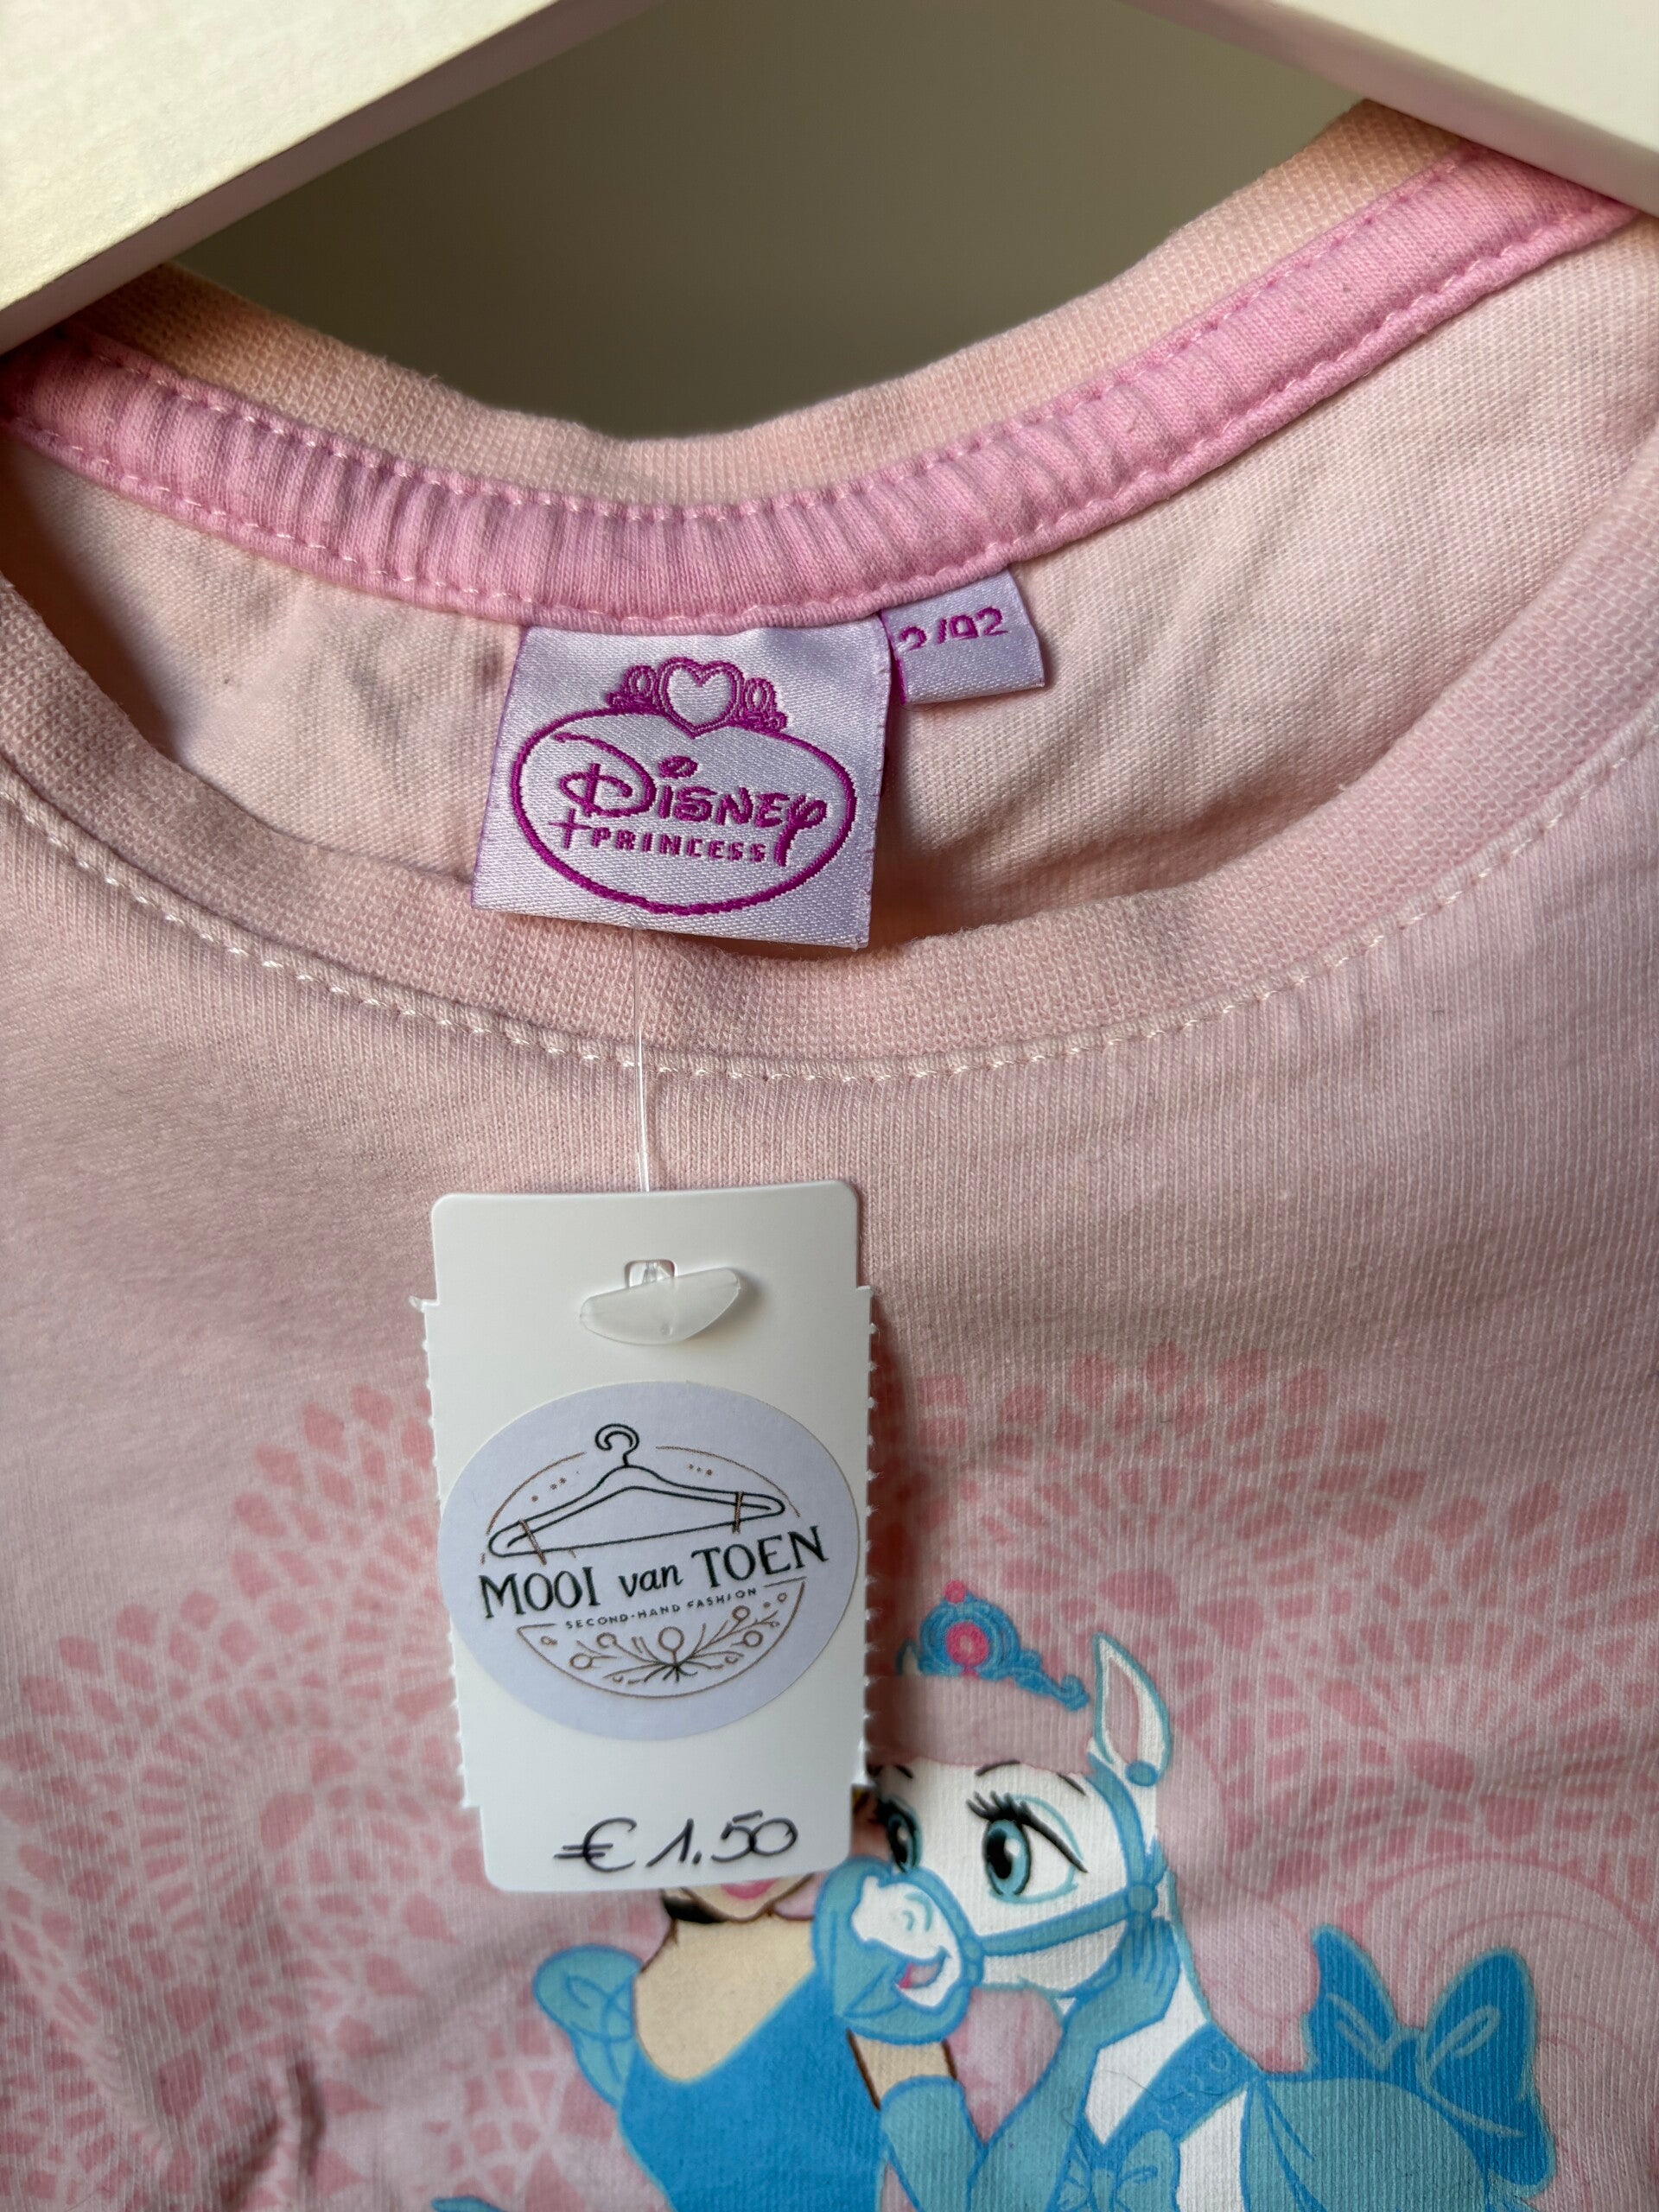 2/92
Disney
PRINCESS
MOOI van TOEN
SECOND-HAND FASHION
€ 1.50